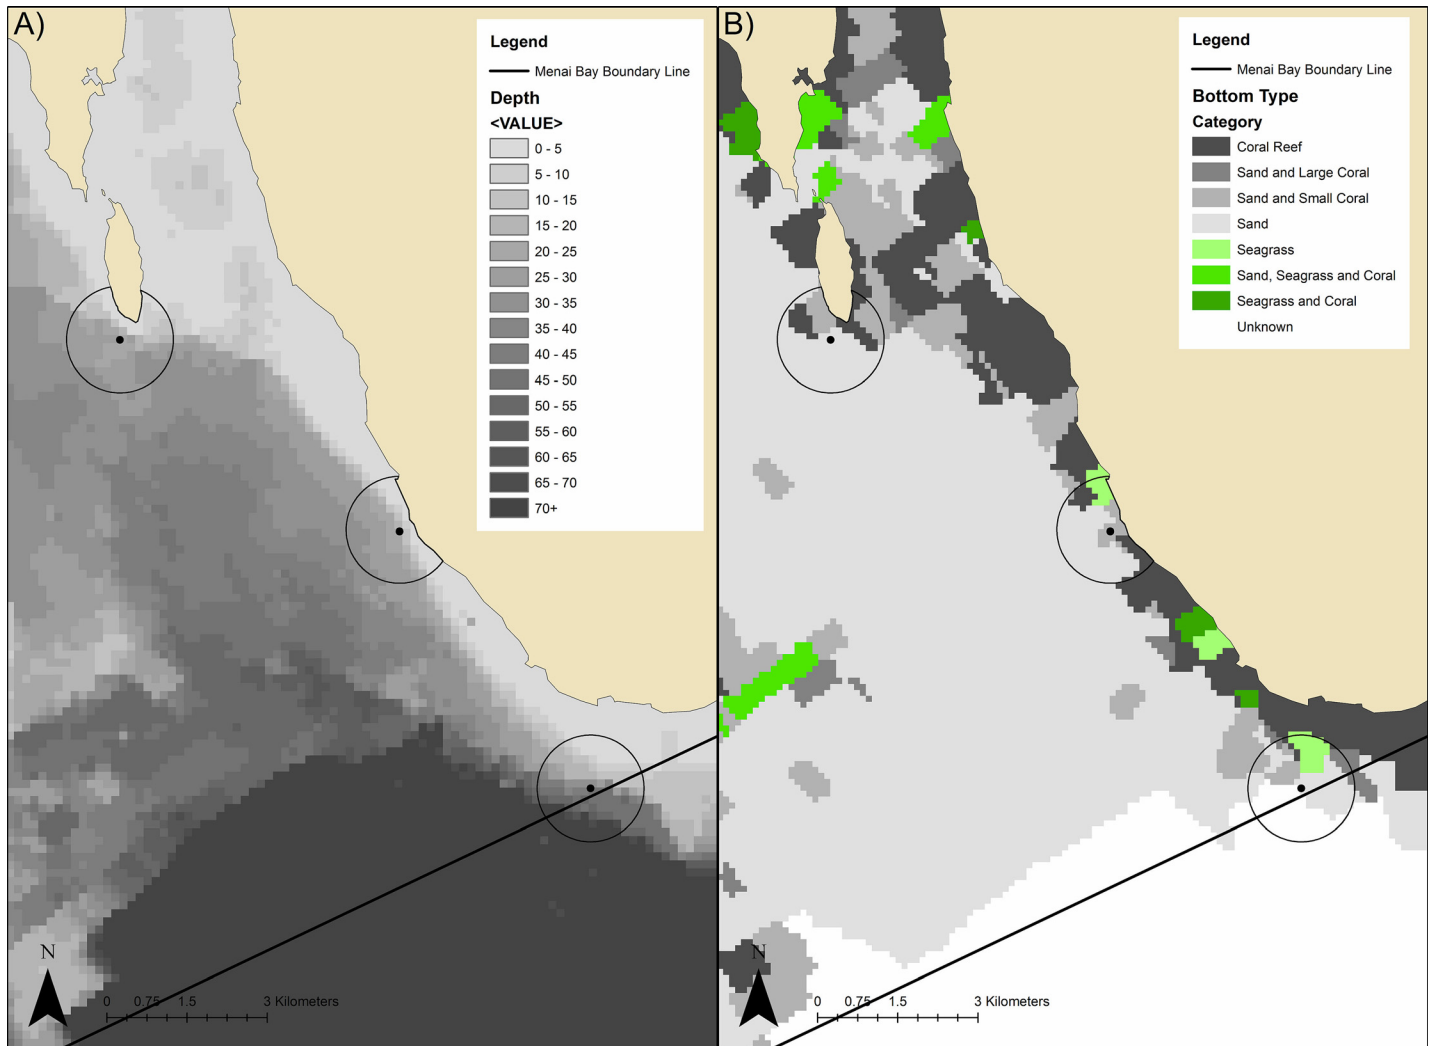 A)
Legend
Menai Bay Boundary Line
Depth
<VALUE>
0 - 5
5 - 10
10 - 15
15 - 20
20 - 25
25 - 30
30 - 35
35 - 40
40 - 45
45 - 50
50 - 55
55 - 60
60 - 65
65 - 70
70+
N
0 0.75 1.5 3 Kilometers
B)
Legend
Menai Bay Boundary Line
Bottom Type
Category
Coral Reef
Sand and Large Coral
Sand and Small Coral
Sand
Seagrass
Sand, Seagrass and Coral
Seagrass and Coral
Unknown
N
0 0.75 1.5 3 Kilometers